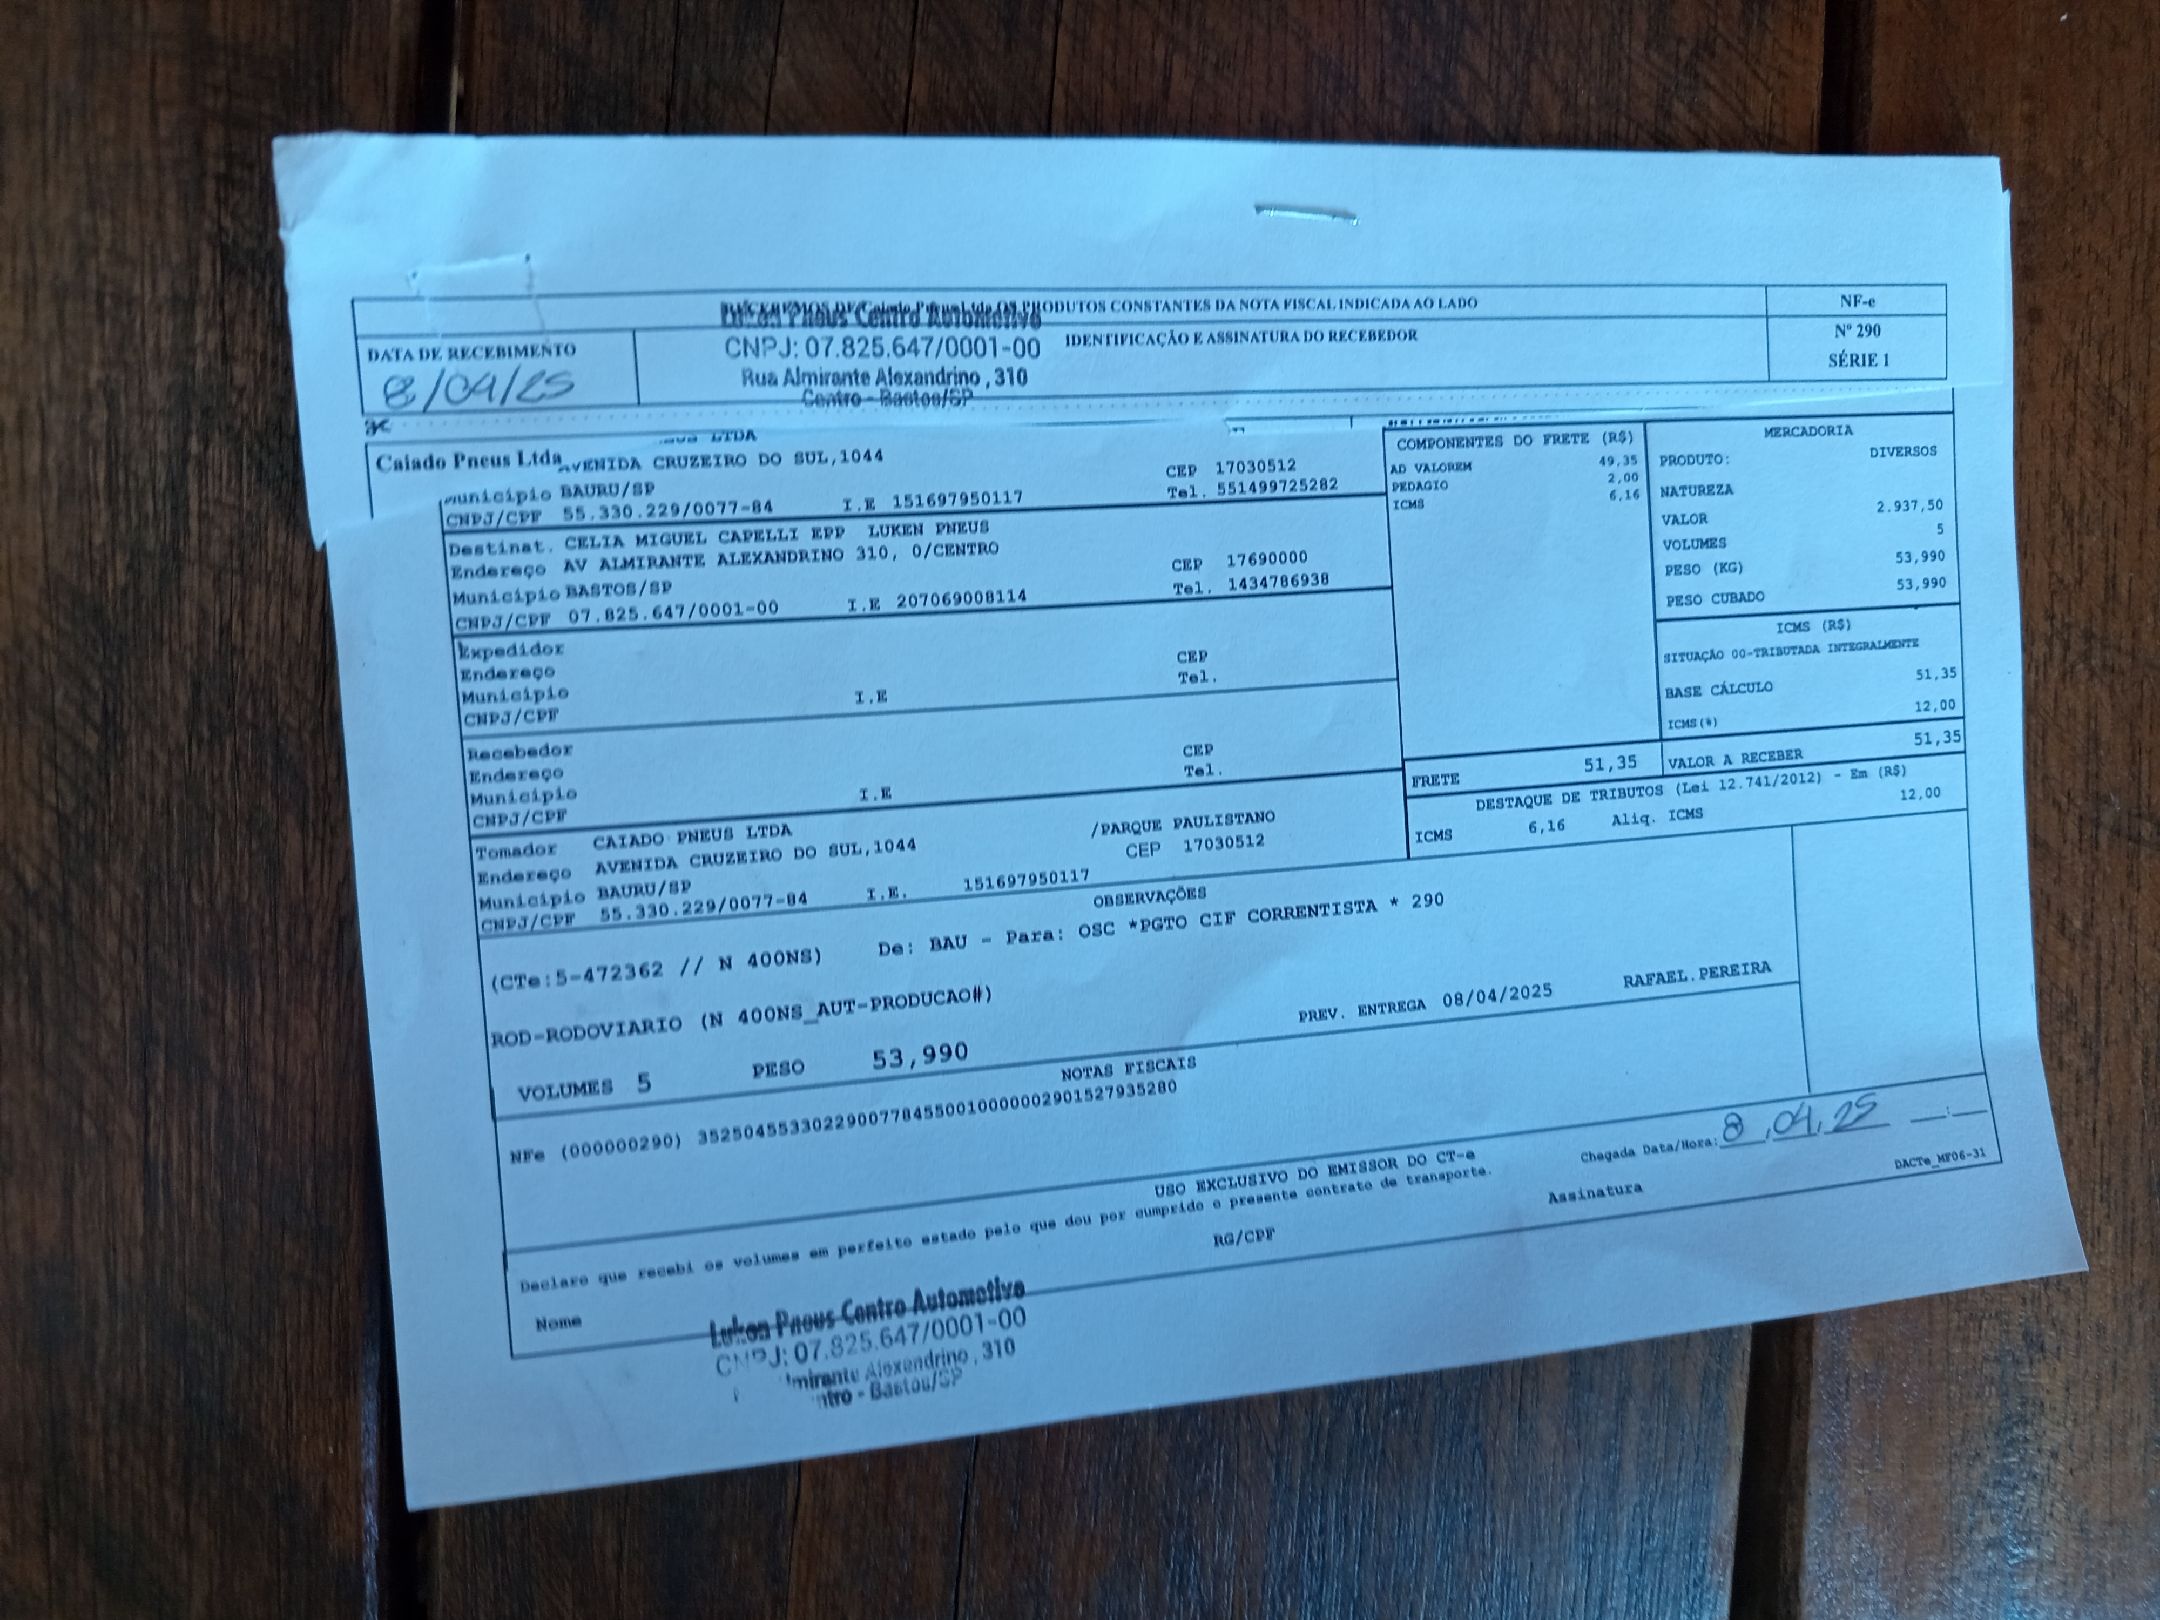 PRODUTOS CONSTANTES DA NOTA FISCAL INDICADA AO LADO
NF-e
Nº 290
SÉRIE 1
DATA DE RECEBIMENTO
8/04/25
IDENTIFICAÇÃO E ASSINATURA DO RECEBEDOR
Luken Pneus Centro Automotivo
CNPJ: 07.825.647/0001-00
Rua Almirante Alexandrino , 310
Centro - Bastos/SP
Caiado Pneus Ltda
LTDA
AVENIDA CRUZEIRO DO SUL,1044
CEP 17030512
Município BAURU/SP
Tel. 551499725282
CNPJ/CPF 55.330.229/0077-84 I.E 151697950117
Destinat. CELIA MIGUEL CAPELLI EPP LUKEN PNEUS
Endereço AV ALMIRANTE ALEXANDRINO 310, 0/CENTRO
CEP 17690000
Município BASTOS/SP
Tel. 1434786938
CNPJ/CPF 07.825.647/0001-00 I.E 207069008114
Expedidor
Endereço CEP
Município I.E Tel.
CNPJ/CPF
Recebedor
Endereço CEP
Município I.E Tel.
CNPJ/CPF
Tomador CAIADO PNEUS LTDA
Endereço AVENIDA CRUZEIRO DO SUL,1044 /PARQUE PAULISTANO
Município BAURU/SP CEP 17030512
CNPJ/CPF 55.330.229/0077-84 I.E. 151697950117
COMPONENTES DO FRETE (R$)
AD VALOREM 49,35
PEDAGIO 2,00
ICMS 6,16
MERCADORIA
PRODUTO: DIVERSOS
NATUREZA
VALOR 2.937,50
VOLUMES 5
PESO (KG) 53,990
PESO CUBADO 53,990
ICMS (R$)
SITUAÇÃO 00-TRIBUTADA INTEGRALMENTE
BASE CÁLCULO 51,35
ICMS(%) 12,00
FRETE 51,35
VALOR A RECEBER 51,35
DESTAQUE DE TRIBUTOS (Lei 12.741/2012) - Em (R$)
ICMS 6,16 Aliq. ICMS 12,00
OBSERVAÇÕES
(CTe:5-472362 // N 400NS) De: BAU - Para: OSC *PGTO CIF CORRENTISTA * 290
ROD-RODOVIARIO (N 400NS_AUT-PRODUCAO#)
PREV. ENTREGA 08/04/2025 RAFAEL.PEREIRA
VOLUMES 5 PESO 53,990
NOTAS FISCAIS
NFe (000000290) 35250455330229007784550010000002901527935280
USO EXCLUSIVO DO EMISSOR DO CT-e
Chegada Data/Hora: 8,04,25 __:__
Declaro que recebi os volumes em perfeito estado pelo que dou por cumprido o presente contrato de transporte.
DACTe_MF06-31
Nome RG/CPF Assinatura
Luken Pneus Centro Automotivo
CNPJ: 07.825.647/0001-00
Almirante Alexandrino , 310
Centro - Bastos/SP